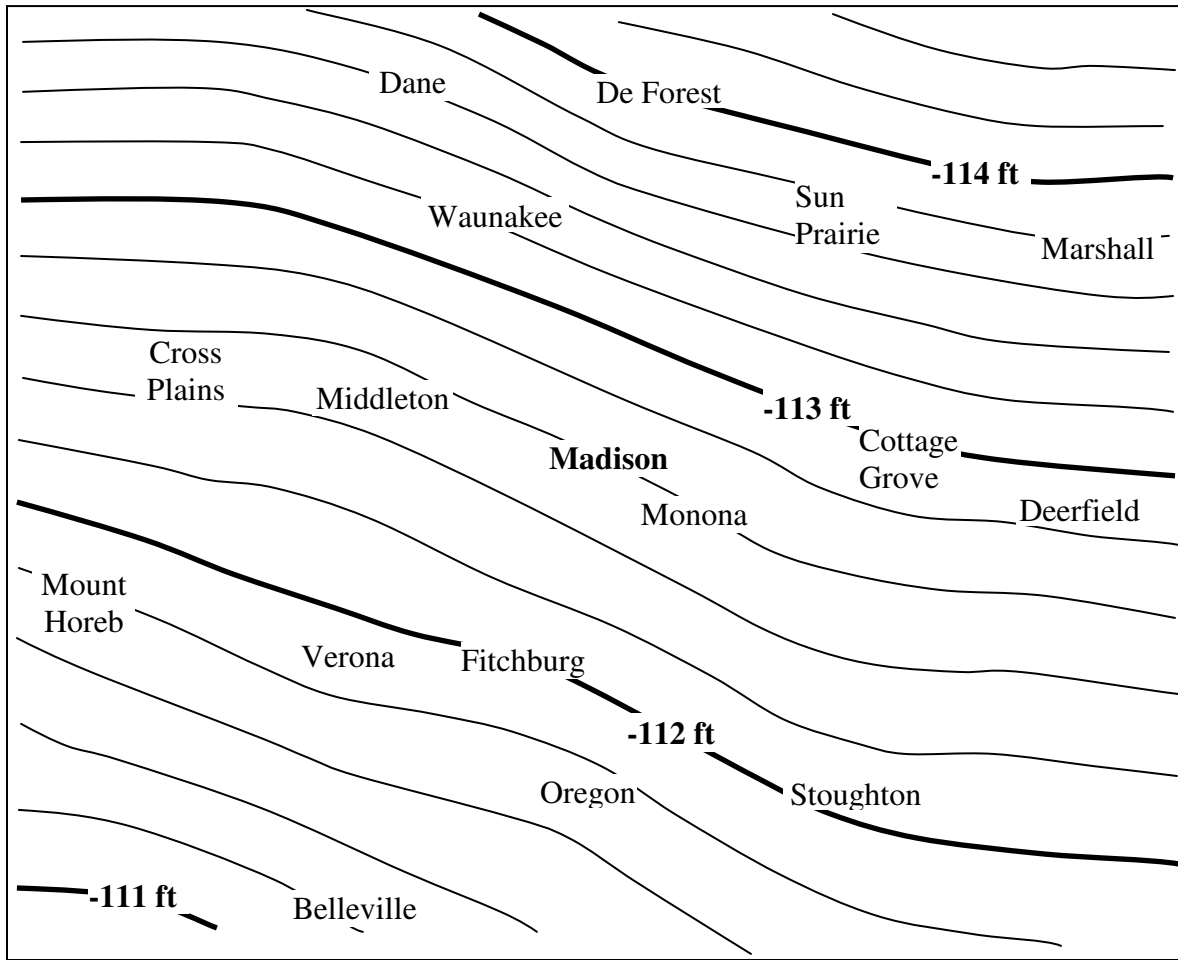 Dane
De Forest
-114 ft
Sun
Prairie
Waunakee
Marshall
Cross
Plains
Middleton
-113 ft
Cottage
Grove
Madison
Monona
Deerfield
Mount
Horeb
Verona
Fitchburg
-112 ft
Oregon
Stoughton
-111 ft
Belleville